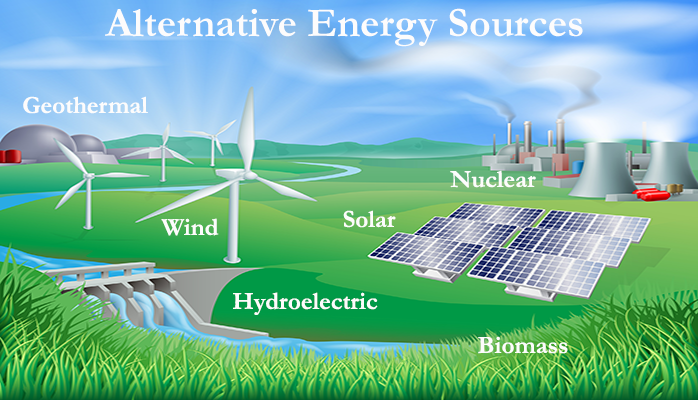 Alternative Energy Sources
Geothermal
Nuclear
Wind
Solar
Hydroelectric
Biomass